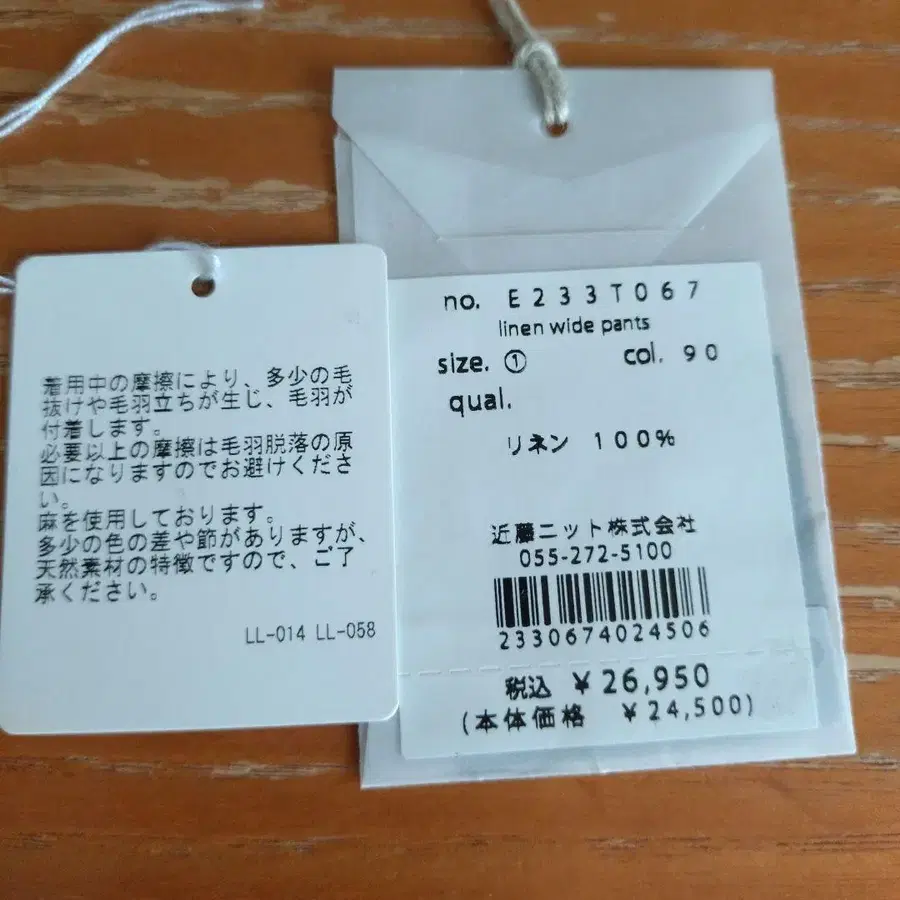 着用中の摩擦により、多少の毛
抜けや毛羽立ちが生じ、毛羽が
付着します。
必要以上の摩擦は毛羽脱落の原
因になりますのでお避けくださ
い。
麻を使用しております。
多少の色の差や節がありますが、
天然素材の特徴ですので、ご了
承ください。
LL-014 LL-058
no. E233T067
linen wide pants
size. ① col. 90
qual.
リネン 100%
近藤ニット株式会社
055-272-5100
2330674024506
税込 ¥26,950
(本体価格 ¥24,500)